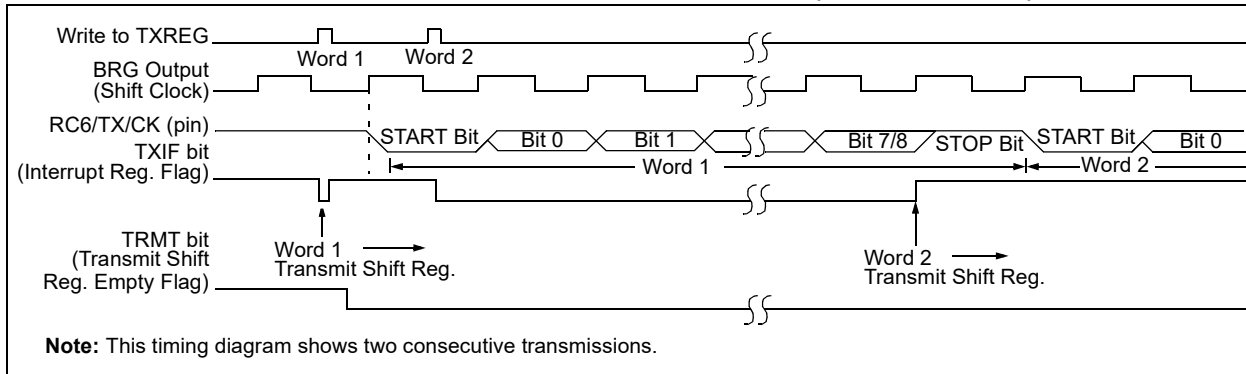 Write to TXREG
Word 1
Word 2
BRG Output
(Shift Clock)
RC6/TX/CK (pin)
START Bit
Bit 0
Bit 1
Bit 7/8
STOP Bit
START Bit
Bit 0
Word 1
Word 2
TXIF bit
(Interrupt Reg. Flag)
Word 1
Transmit Shift Reg.
Word 2
Transmit Shift Reg.
TRMT bit
(Transmit Shift
Reg. Empty Flag)
Note: This timing diagram shows two consecutive transmissions.